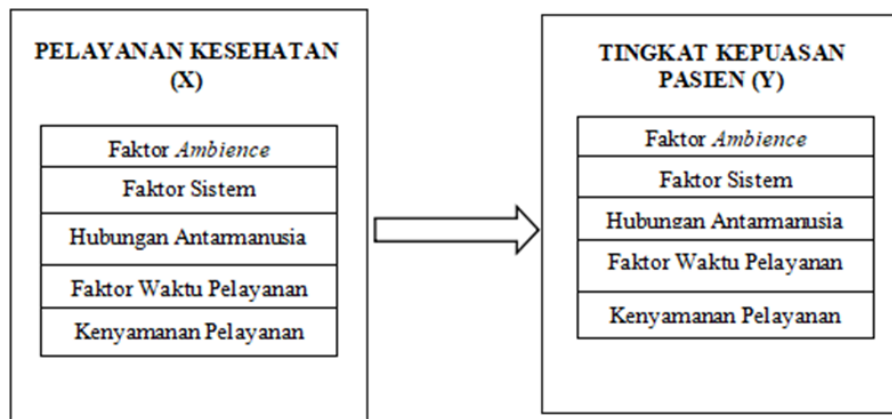 PELAYANAN KESEHATAN
(X)
Faktor Ambience
Faktor Sistem
Hubungan Antarmanusia
Faktor Waktu Pelayanan
Kenyamanan Pelayanan
TINGKAT KEPUASAN
PASIEN (Y)
Faktor Ambience
Faktor Sistem
Hubungan Antarmanusia
Faktor Waktu Pelayanan
Kenyamanan Pelayanan